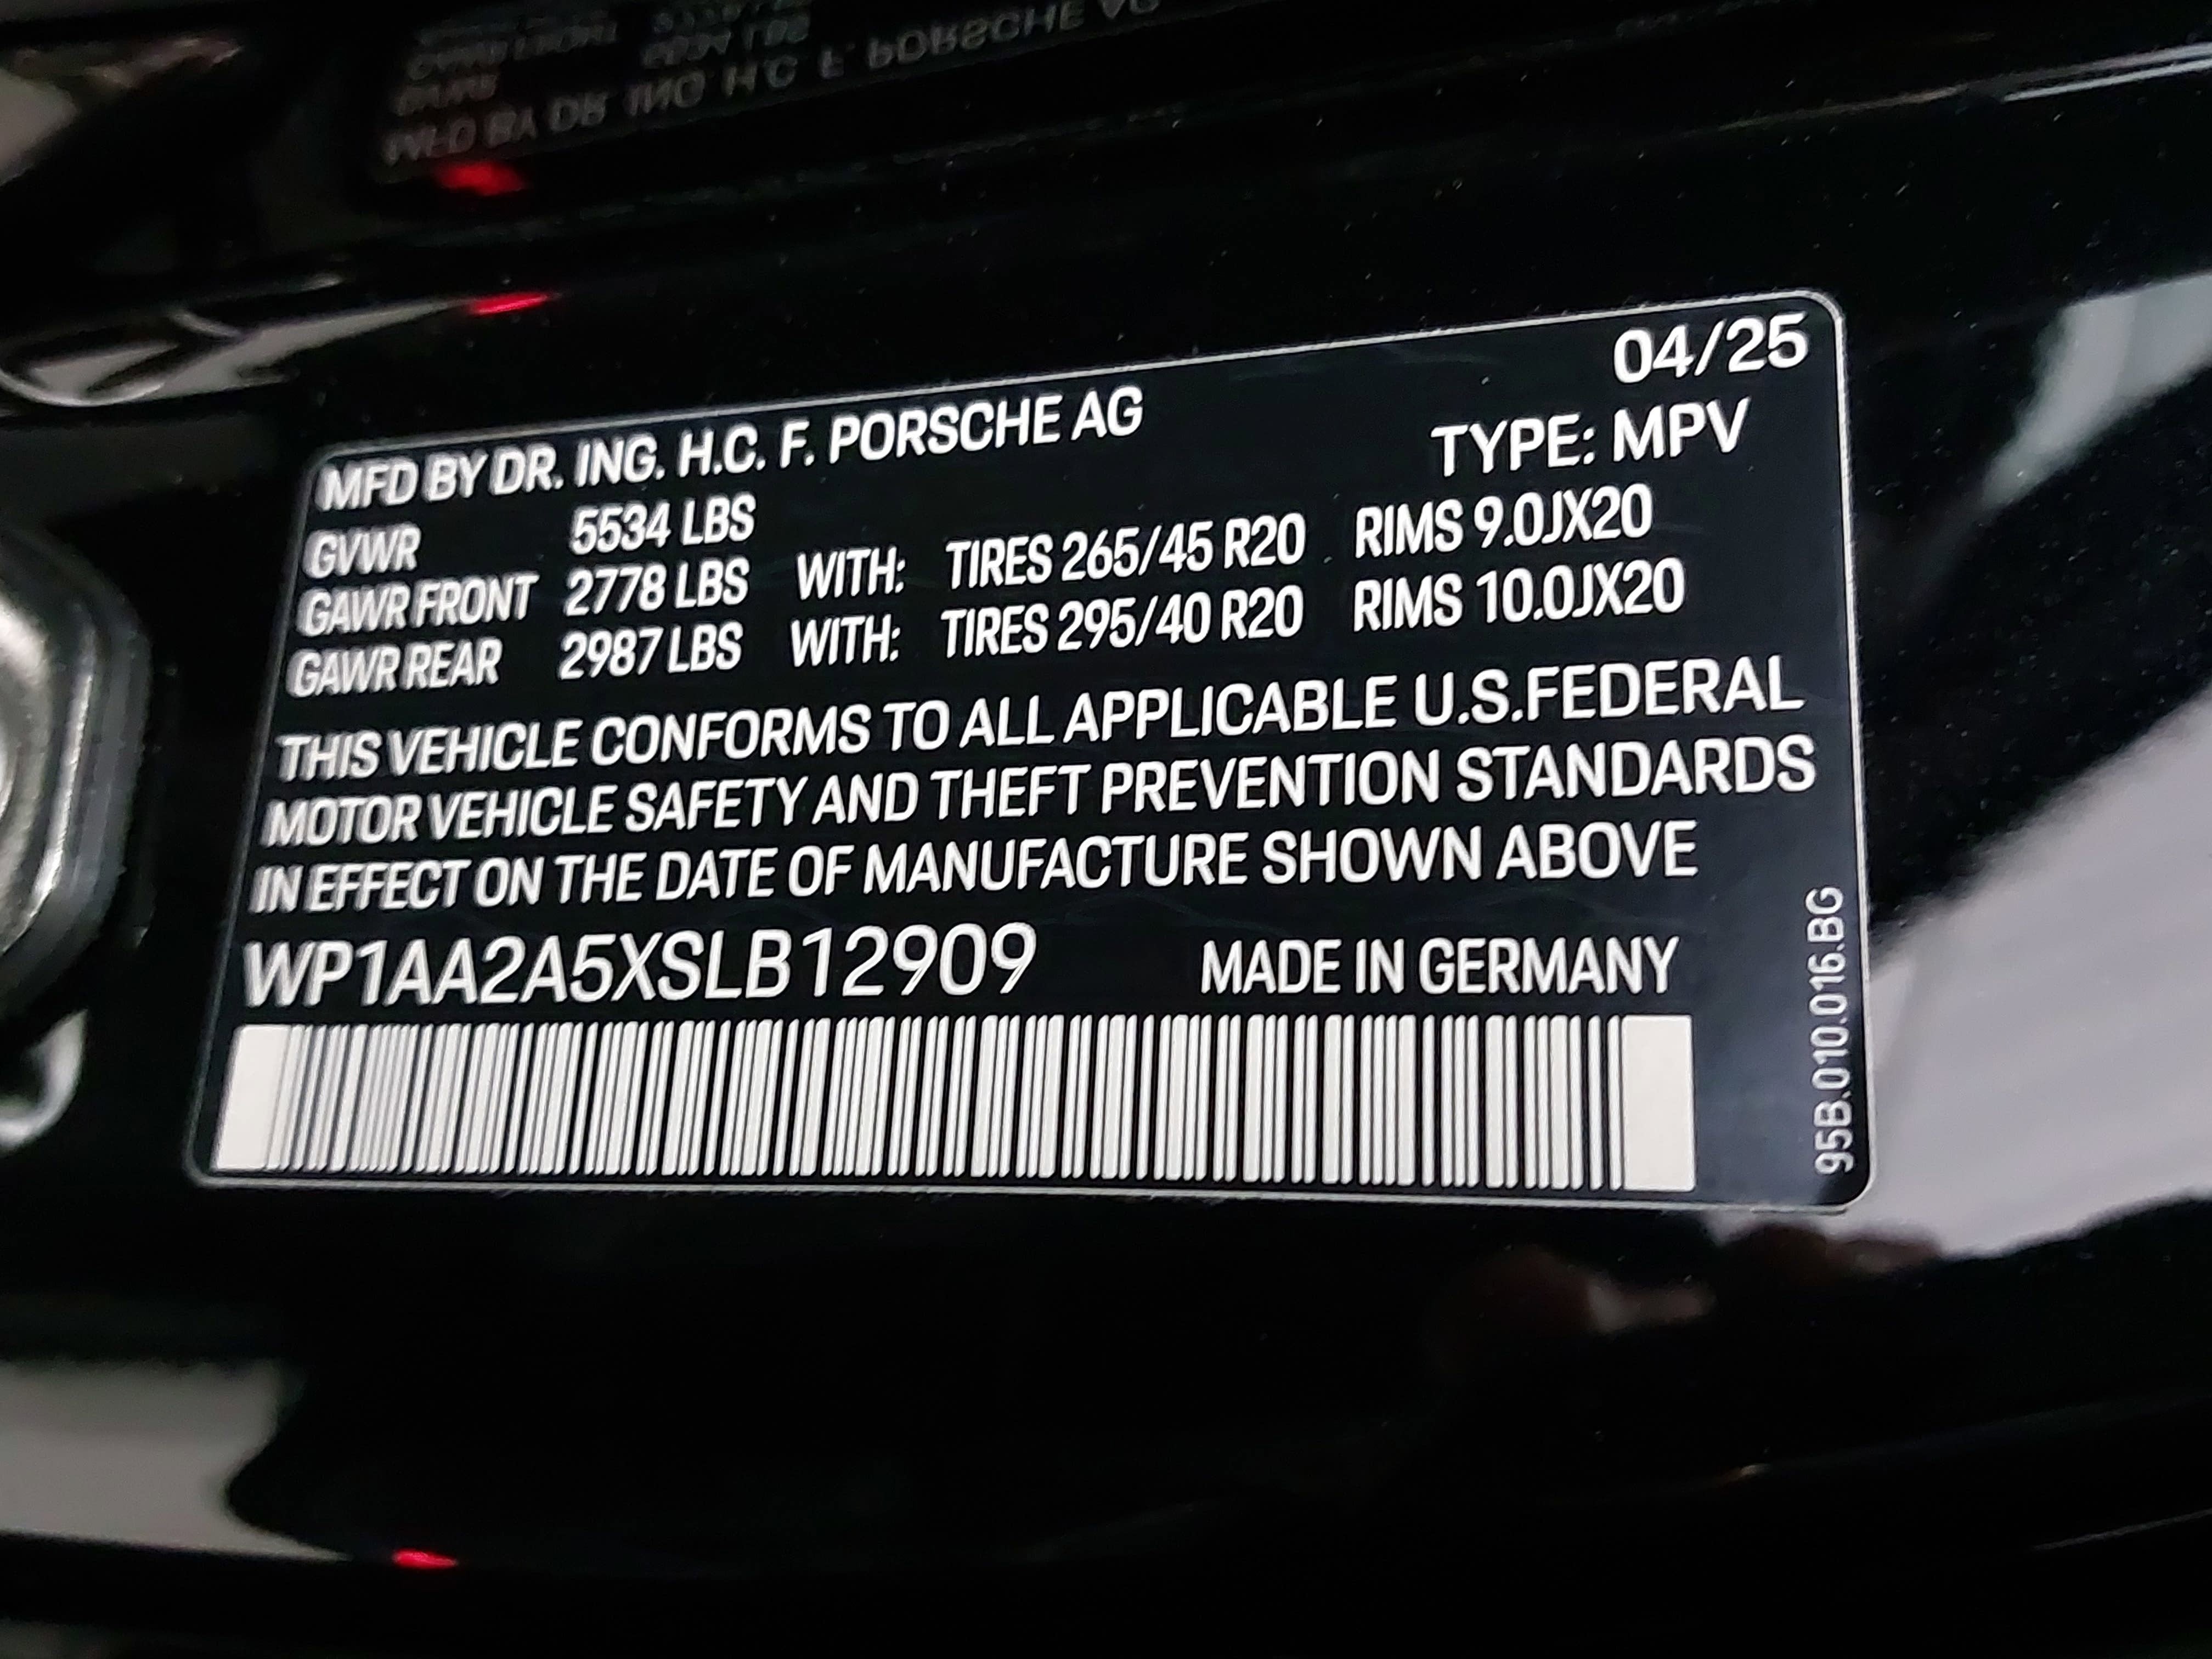 04/25
MFD BY DR. ING. H.C. F. PORSCHE AG
TYPE: MPV
GVWR 5534 LBS
GAWR FRONT 2778 LBS WITH: TIRES 265/45 R20 RIMS 9.0JX20
GAWR REAR 2987 LBS WITH: TIRES 295/40 R20 RIMS 10.0JX20
THIS VEHICLE CONFORMS TO ALL APPLICABLE U.S.FEDERAL
MOTOR VEHICLE SAFETY AND THEFT PREVENTION STANDARDS
IN EFFECT ON THE DATE OF MANUFACTURE SHOWN ABOVE
WP1AA2A5XSLB12909 MADE IN GERMANY
95B.010.016.BG